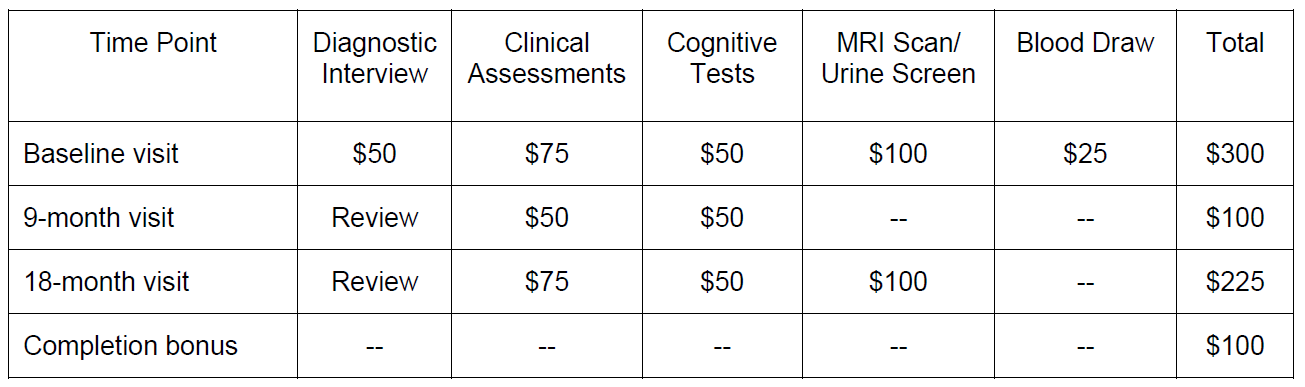 Time Point Diagnostic Interview Clinical Assessments Cognitive Tests MRI Scan/ Urine Screen Blood Draw Total
Baseline visit $50 $75 $50 $100 $25 $300
9-month visit Review $50 $50 -- -- $100
18-month visit Review $75 $50 $100 -- $225
Completion bonus -- -- -- -- -- $100